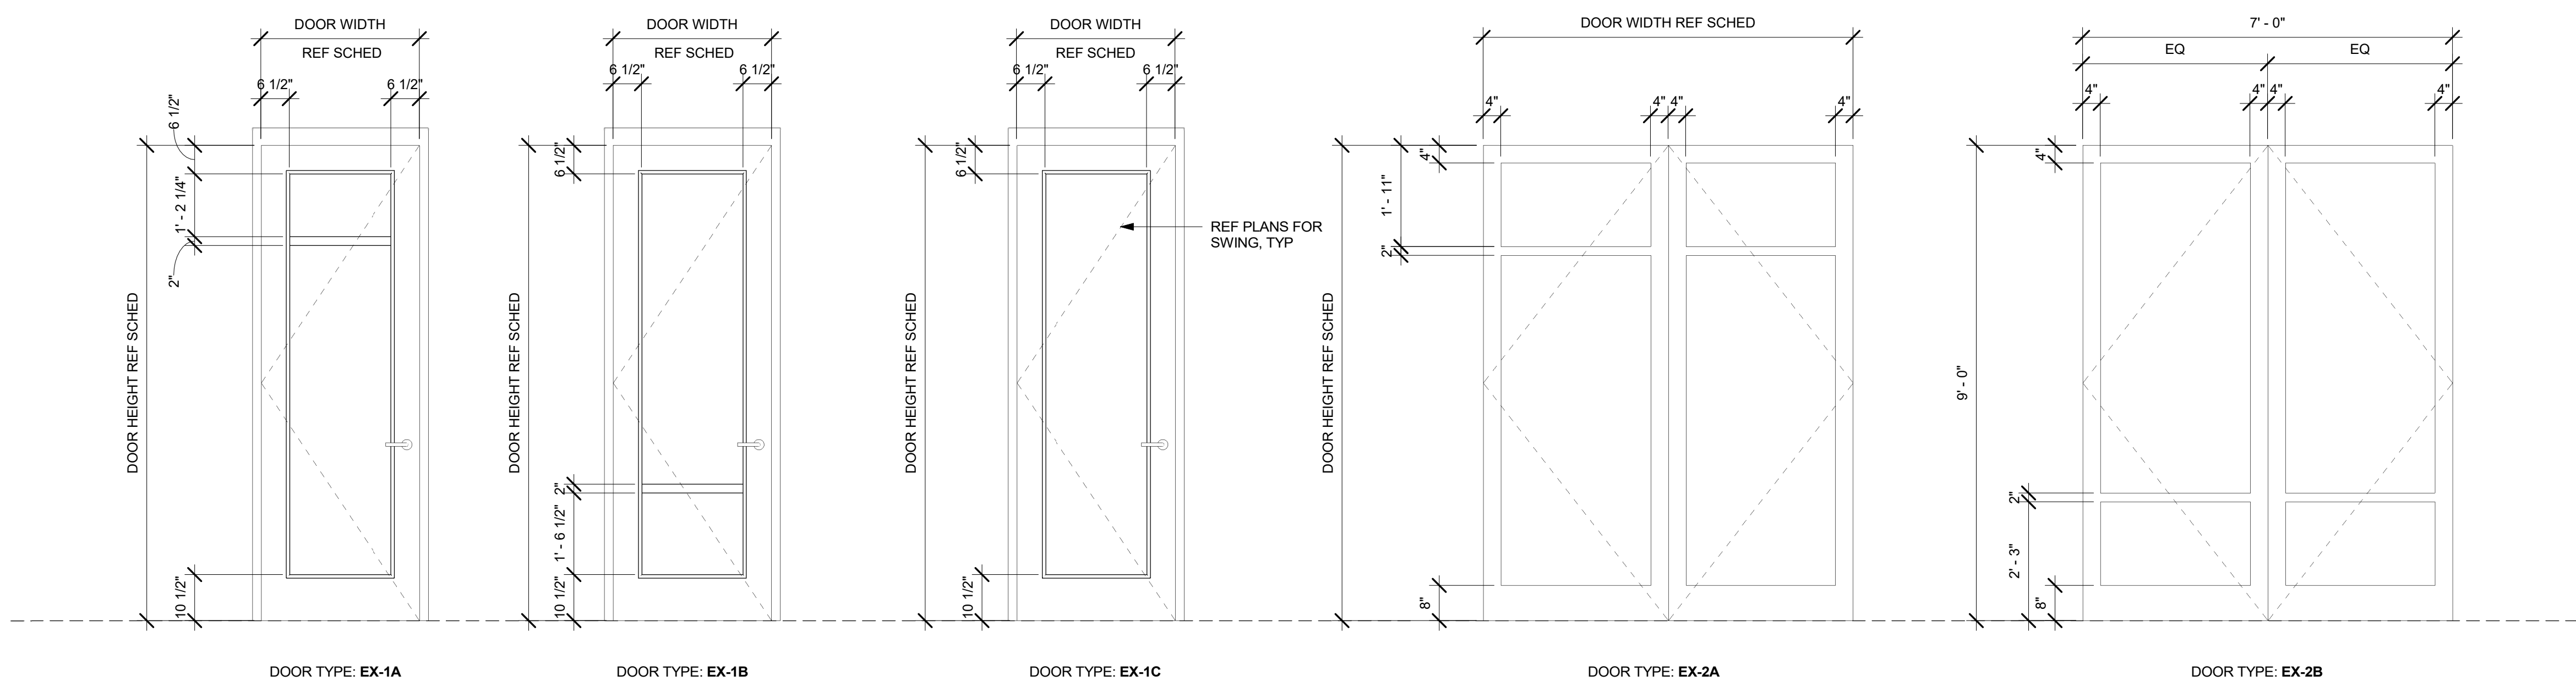 DOOR WIDTH
REF SCHED
6 1/2"
6 1/2"
6 1/2"
1' - 2 1/4"
2"
DOOR HEIGHT REF SCHED
10 1/2"
DOOR TYPE: EX-1A
DOOR WIDTH
REF SCHED
6 1/2"
6 1/2"
6 1/2"
DOOR HEIGHT REF SCHED
2"
1' - 6 1/2"
10 1/2"
DOOR TYPE: EX-1B
DOOR WIDTH
REF SCHED
6 1/2"
6 1/2"
6 1/2"
REF PLANS FOR
SWING, TYP
DOOR HEIGHT REF SCHED
10 1/2"
DOOR TYPE: EX-1C
DOOR WIDTH REF SCHED
4"
4"
4"
4"
4"
1' - 11"
2"
DOOR HEIGHT REF SCHED
8"
DOOR TYPE: EX-2A
7' - 0"
EQ
EQ
4"
4"
4"
4"
4"
9' - 0"
2"
2' - 3"
8"
DOOR TYPE: EX-2B